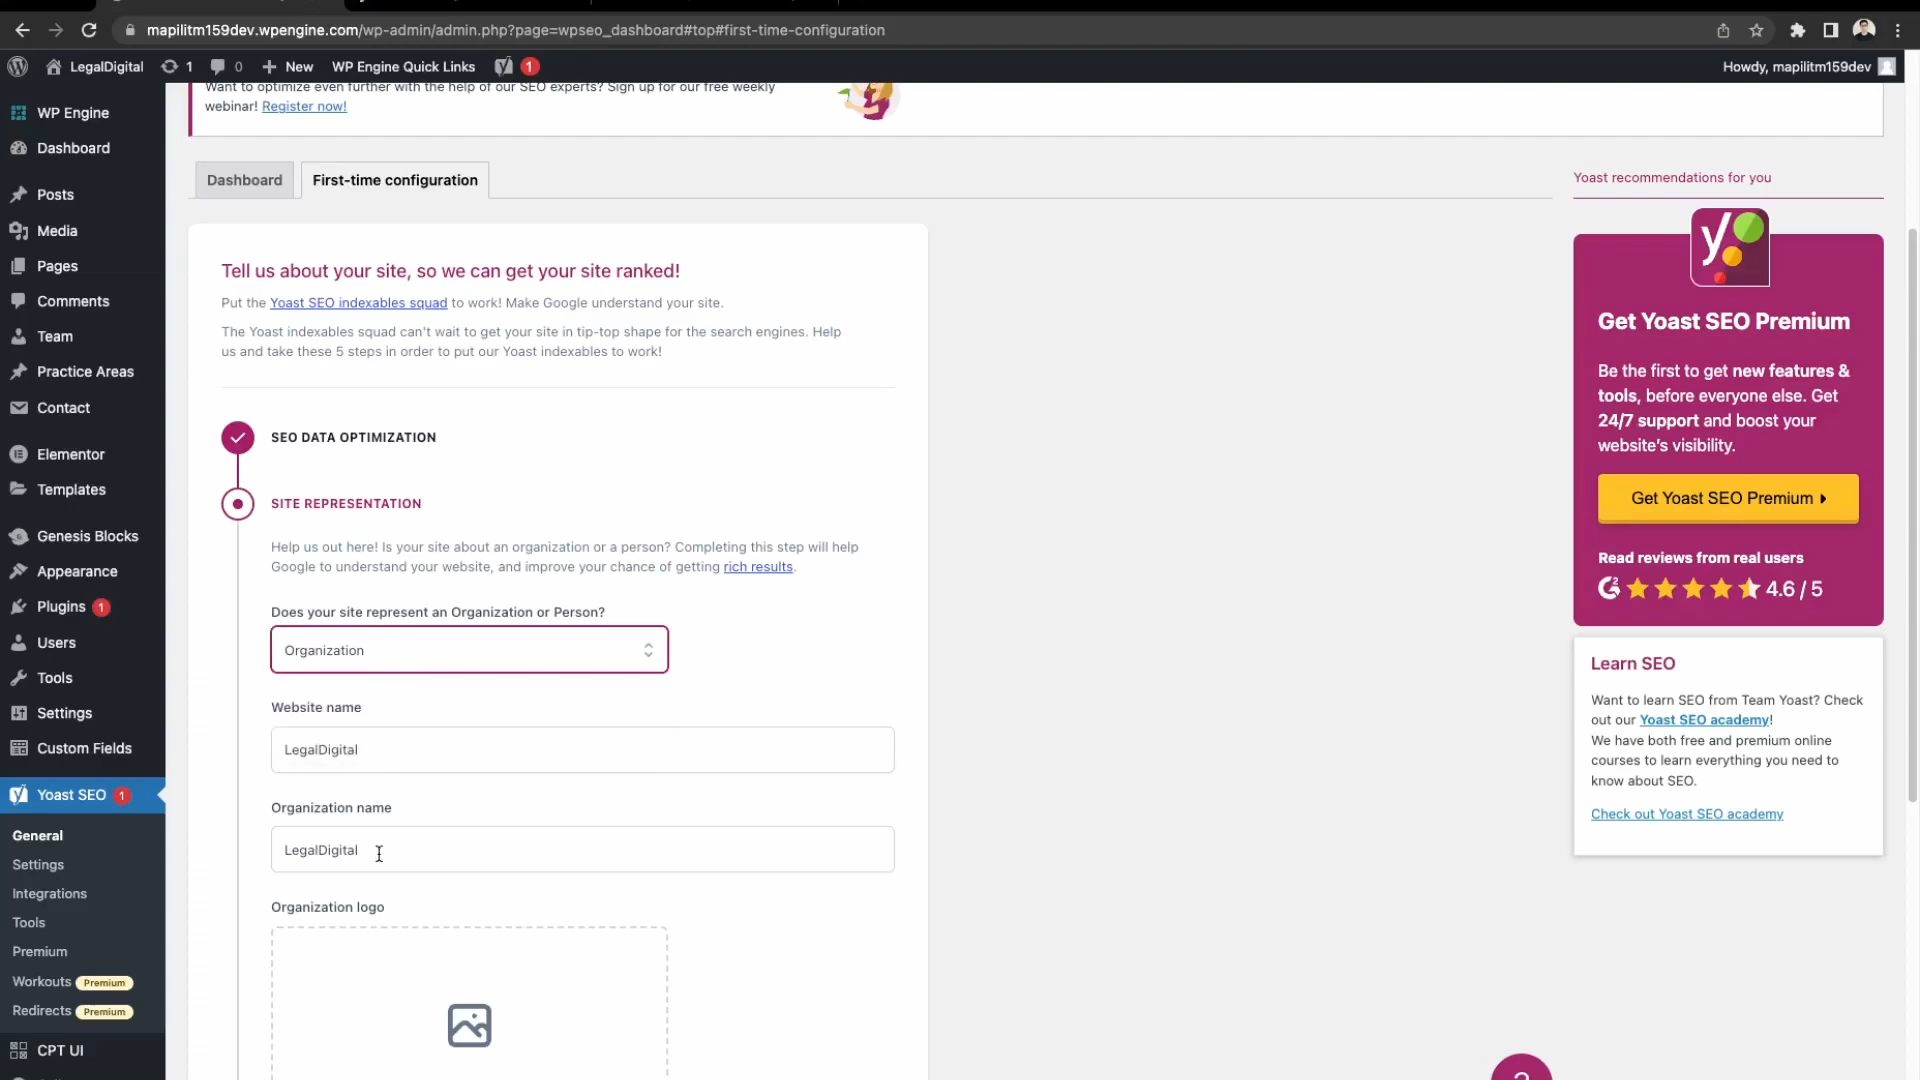 mapilitm159dev.wpengine.com/wp-admin/admin.php?page=wpseo_dashboard#top#first-time-configuration
LegalDigital
1
0
New
WP Engine Quick Links
1
Howdy, mapilitm159dev
WP Engine
Dashboard
Posts
Media
Pages
Comments
Team
Practice Areas
Contact
Elementor
Templates
Genesis Blocks
Appearance
Plugins 1
Users
Tools
Settings
Custom Fields
Yoast SEO 1
General
Settings
Integrations
Tools
Premium
Workouts Premium
Redirects Premium
CPT UI
Want to optimize even further with the help of our SEO experts? Sign up for our free weekly
webinar! Register now!
Dashboard
First-time configuration
Tell us about your site, so we can get your site ranked!
Put the Yoast SEO indexables squad to work! Make Google understand your site.
The Yoast indexables squad can't wait to get your site in tip-top shape for the search engines. Help
us and take these 5 steps in order to put our Yoast indexables to work!
SEO DATA OPTIMIZATION
SITE REPRESENTATION
Help us out here! Is your site about an organization or a person? Completing this step will help
Google to understand your website, and improve your chance of getting rich results.
Does your site represent an Organization or Person?
Organization
Website name
LegalDigital
Organization name
LegalDigital
Organization logo
Yoast recommendations for you
Get Yoast SEO Premium
Be the first to get new features &
tools, before everyone else. Get
24/7 support and boost your
website's visibility.
Get Yoast SEO Premium
Read reviews from real users
4.6 / 5
Learn SEO
Want to learn SEO from Team Yoast? Check
out our Yoast SEO academy!
We have both free and premium online
courses to learn everything you need to
know about SEO.
Check out Yoast SEO academy